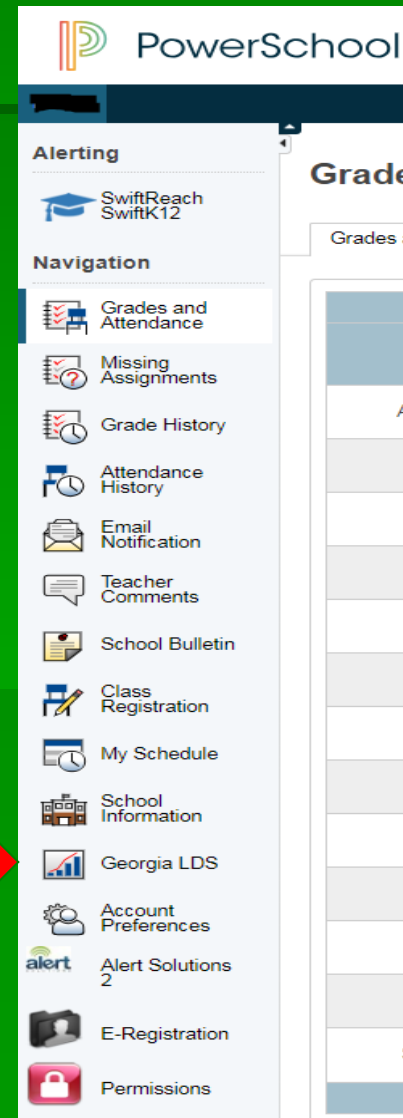 PowerSchool
Alerting
SwiftReach
SwiftK12
Navigation
Grades and
Attendance
Missing
Assignments
Grade History
Attendance
History
Email
Notification
Teacher
Comments
School Bulletin
Class
Registration
My Schedule
School
Information
Georgia LDS
Account
Preferences
alert
Alert Solutions
2
E-Registration
Permissions
Grade
Grades